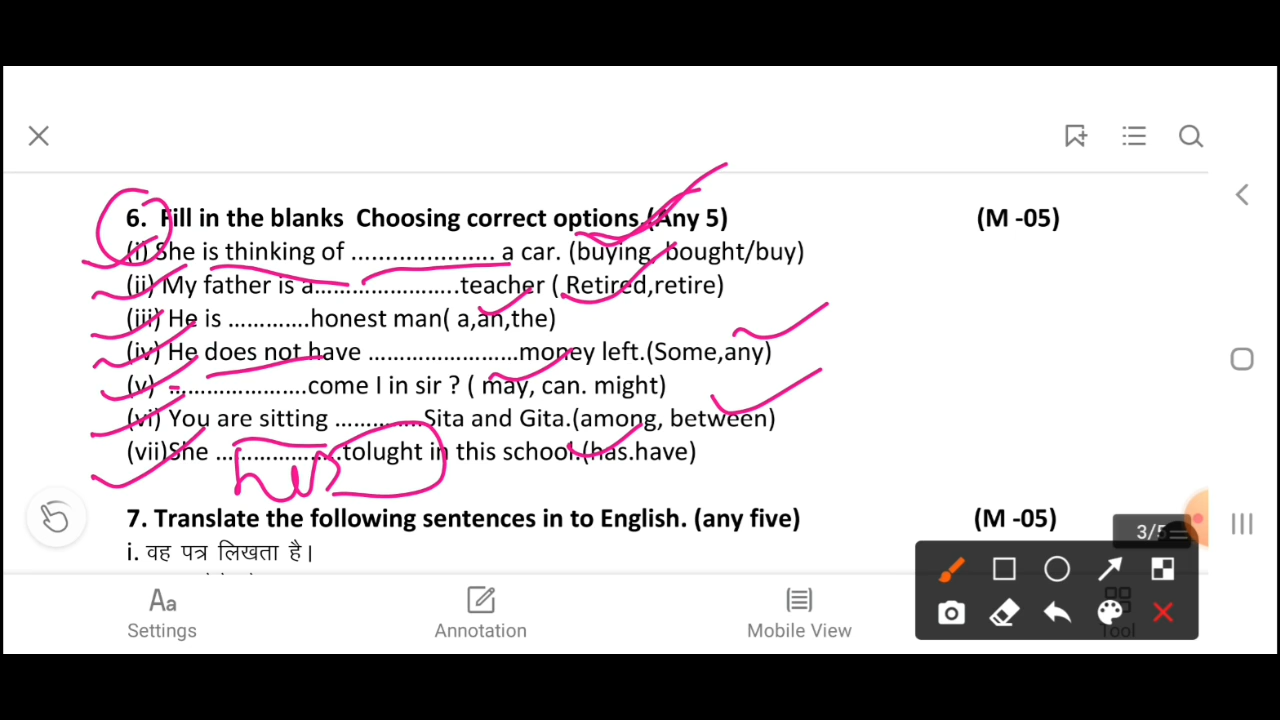 6. Fill in the blanks Choosing correct options.(Any 5) (M -05)
(i) She is thinking of ..................... a car. (buying, bought/buy)
(ii) My father is a........................teacher ( Retired,retire)
(iii) He is ............honest man( a,an,the)
(iv) He does not have .......................money left.(Some,any)
(v) ......................come I in sir ? ( may, can. might)
(vi) You are sitting .............Sita and Gita.(among, between)
(vii)She ....................tolught in this school.(has.have)
has
7. Translate the following sentences in to English. (any five) (M -05)
i. वह पत्र लिखता है।
3/5
Aa
Settings
Annotation
Mobile View
Tool